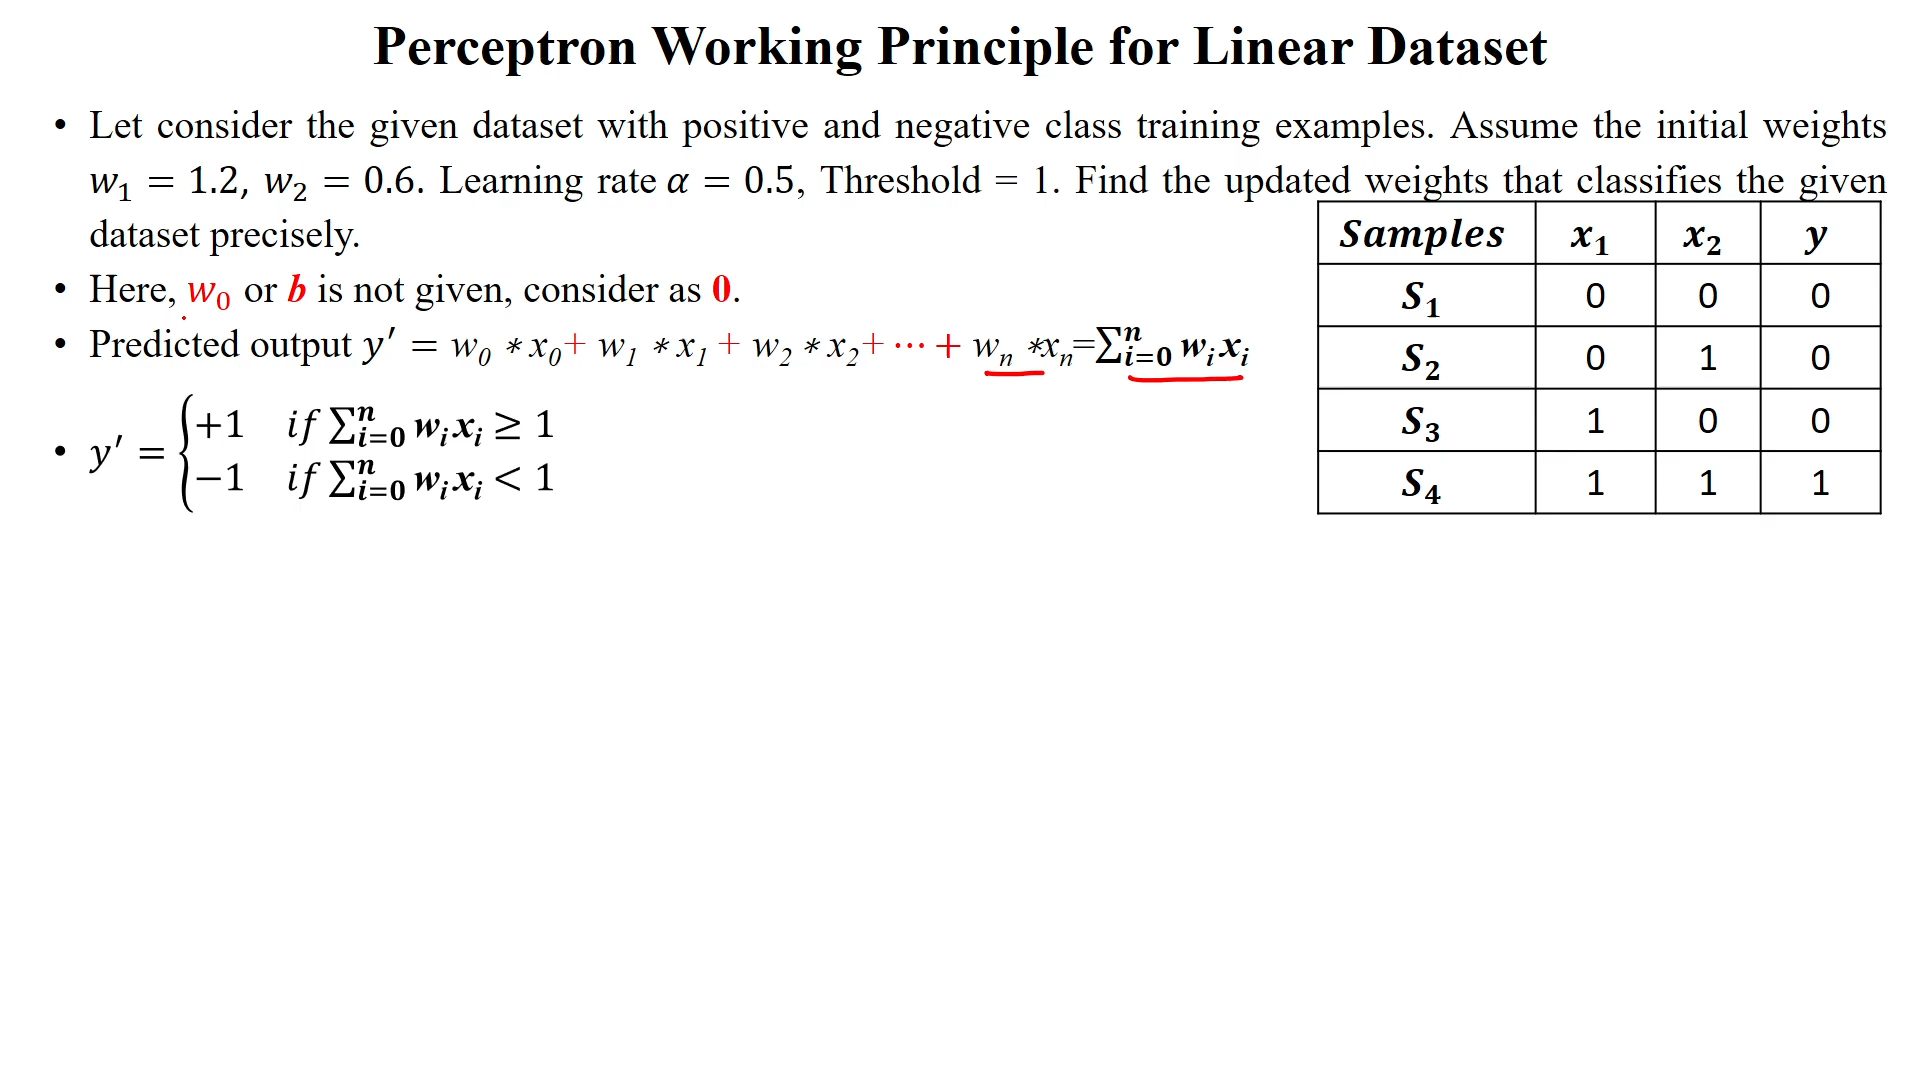 Perceptron Working Principle for Linear Dataset
• Let consider the given dataset with positive and negative class training examples. Assume the initial weights
w₁ = 1.2, w₂ = 0.6. Learning rate α = 0.5, Threshold = 1. Find the updated weights that classifies the given
dataset precisely.
• Here, w₀ or b is not given, consider as 0.
• Predicted output y′ = w₀ ∗ x₀+ w₁ ∗ x₁ + w₂ ∗ x₂+ ⋯ + wₙ ∗xₙ=∑ⁿᵢ₌₀ wᵢxᵢ
• y′ = {
+1 if ∑ⁿᵢ₌₀ wᵢxᵢ ≥ 1
−1 if ∑ⁿᵢ₌₀ wᵢxᵢ < 1
Samples x₁ x₂ y
S₁ 0 0 0
S₂ 0 1 0
S₃ 1 0 0
S₄ 1 1 1